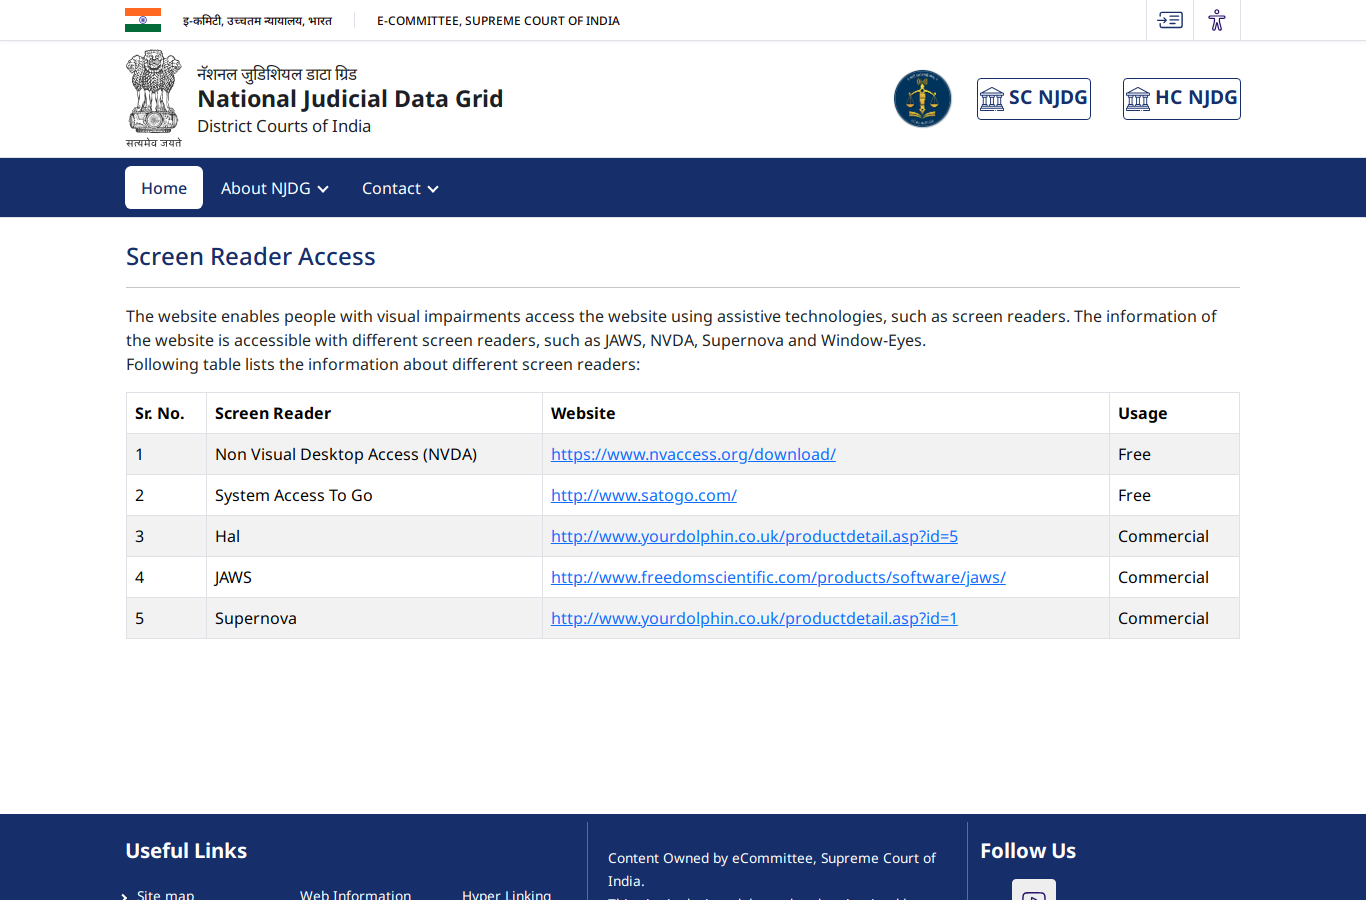 इ-कमिटी, उच्चतम न्यायालय, भारत
E-COMMITTEE, SUPREME COURT OF INDIA
सत्यमेव जयते
नॅशनल जुडिशियल डाटा ग्रिड
National Judicial Data Grid
District Courts of India
SC NJDG
HC NJDG
Home
About NJDG
Contact
Screen Reader Access
The website enables people with visual impairments access the website using assistive technologies, such as screen readers. The information of
the website is accessible with different screen readers, such as JAWS, NVDA, Supernova and Window-Eyes.
Following table lists the information about different screen readers:
Sr. No. Screen Reader Website Usage
1 Non Visual Desktop Access (NVDA) https://www.nvaccess.org/download/ Free
2 System Access To Go http://www.satogo.com/ Free
3 Hal http://www.yourdolphin.co.uk/productdetail.asp?id=5 Commercial
4 JAWS http://www.freedomscientific.com/products/software/jaws/ Commercial
5 Supernova http://www.yourdolphin.co.uk/productdetail.asp?id=1 Commercial
Useful Links
Site map
Web Information
Hyper Linking
Content Owned by eCommittee, Supreme Court of
India.
Follow Us